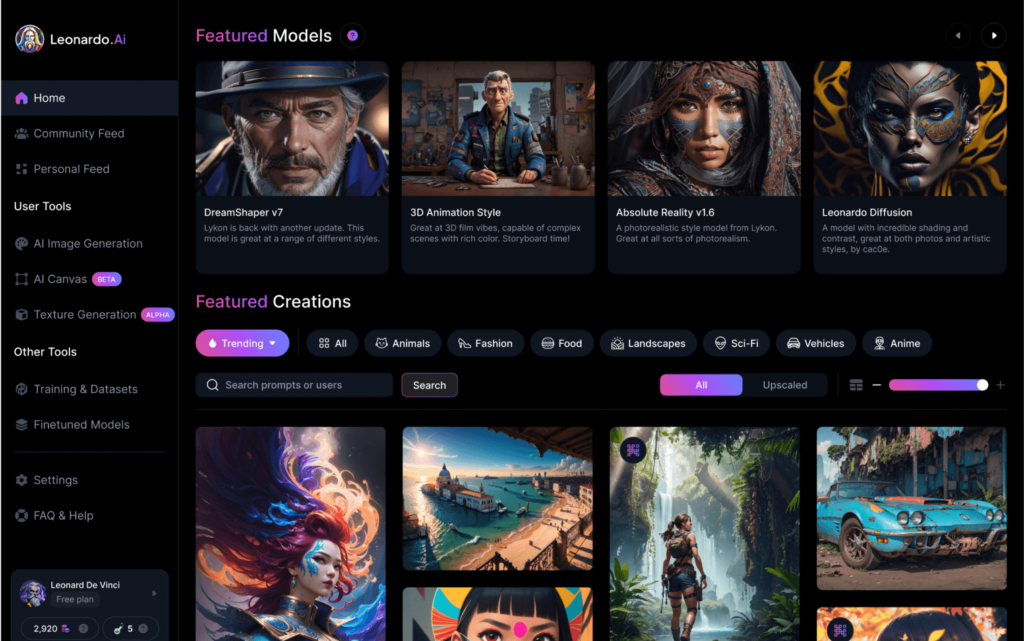 Leonardo.Ai
Home
Community Feed
Personal Feed
User Tools
AI Image Generation
AI Canvas BETA
Texture Generation ALPHA
Other Tools
Training & Datasets
Finetuned Models
Settings
FAQ & Help
Leonard De Vinci
Free plan
2,920 ? 5 ?
Featured Models ?
DreamShaper v7
Lykon is back with another update. This
model is great at a range of different styles.
3D Animation Style
Great at 3D film vibes, capable of complex
scenes with rich color. Storyboard time!
Absolute Reality v1.6
A photorealistic style model from Lykon.
Great at all sorts of photorealism.
Leonardo Diffusion
A model with incredible shading and
contrast, great at both photos and artistic
styles, by cac0e.
Featured Creations
Trending All Animals Fashion Food Landscapes Sci-Fi Vehicles Anime
Search prompts or users Search All Upscaled